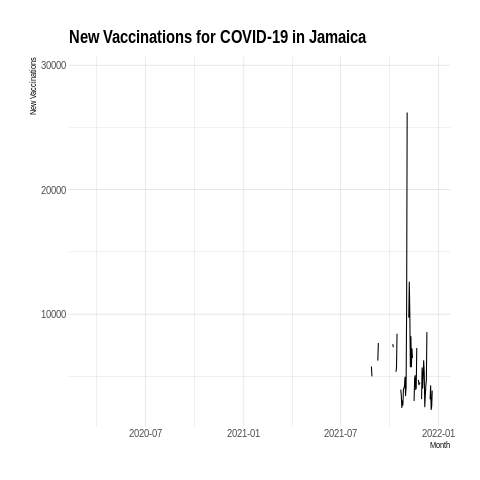 New Vaccinations for COVID-19 in Jamaica
New Vaccinations
30000
20000
10000
2020-07
2021-01
2021-07
2022-01
Month